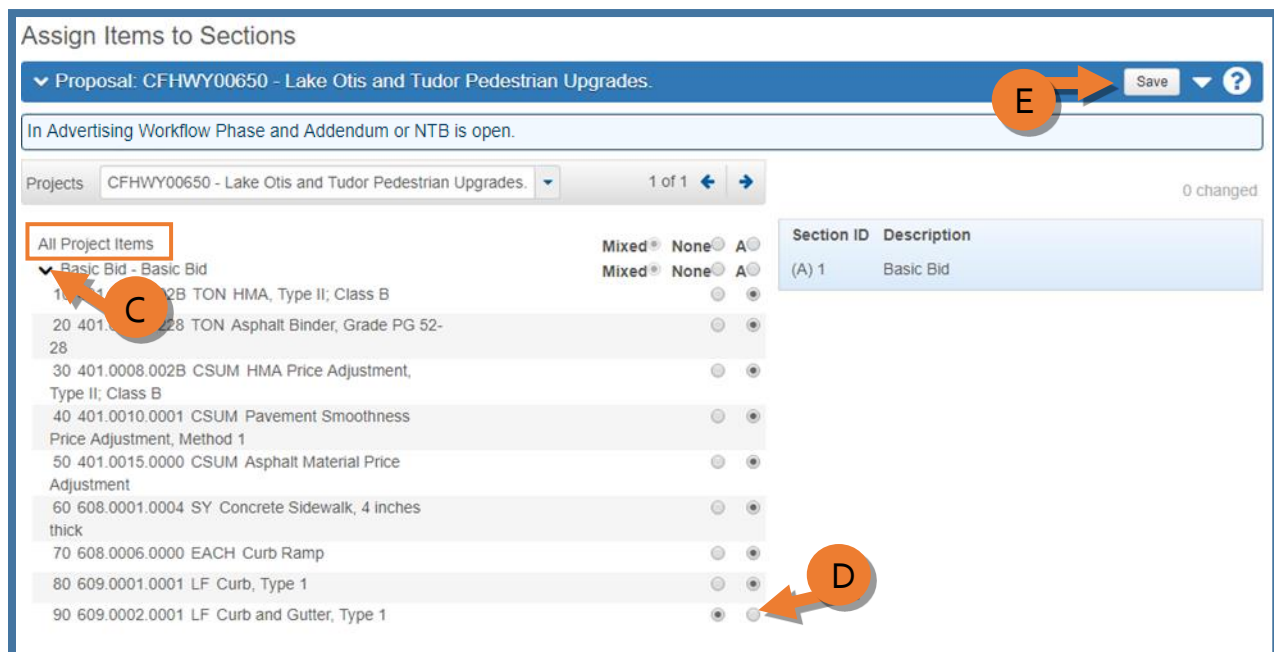 Assign Items to Sections
Proposal: CFHWY00650 - Lake Otis and Tudor Pedestrian Upgrades.
E
Save
?
In Advertising Workflow Phase and Addendum or NTB is open.
Projects CFHWY00650 - Lake Otis and Tudor Pedestrian Upgrades. 1 of 1
0 changed
All Project Items Mixed None A
Basic Bid - Basic Bid Mixed None A
C
2B TON HMA, Type II; Class B
20 401. 228 TON Asphalt Binder, Grade PG 52-
28
30 401.0008.002B CSUM HMA Price Adjustment,
Type II; Class B
40 401.0010.0001 CSUM Pavement Smoothness
Price Adjustment, Method 1
50 401.0015.0000 CSUM Asphalt Material Price
Adjustment
60 608.0001.0004 SY Concrete Sidewalk, 4 inches
thick
70 608.0006.0000 EACH Curb Ramp
80 609.0001.0001 LF Curb, Type 1
90 609.0002.0001 LF Curb and Gutter, Type 1
D
Section ID Description
(A) 1 Basic Bid